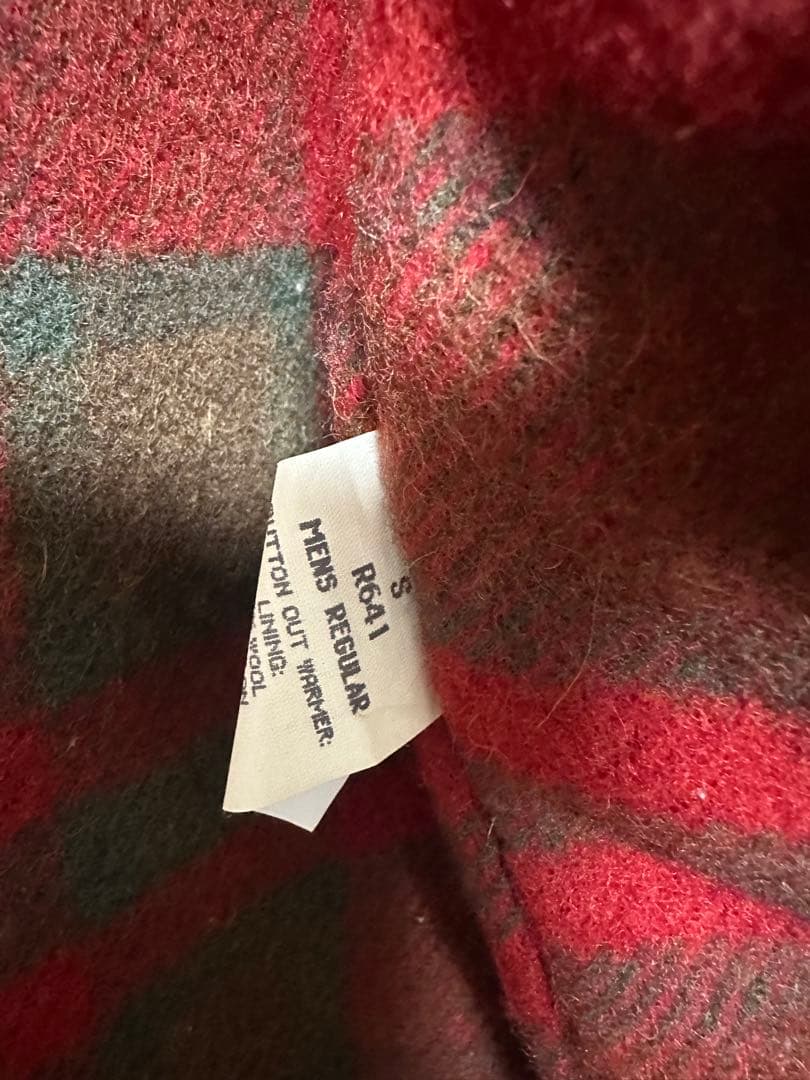 S
R641
MENS REGULAR
BUTTON OUT WARMER:
LINING:
WOOL